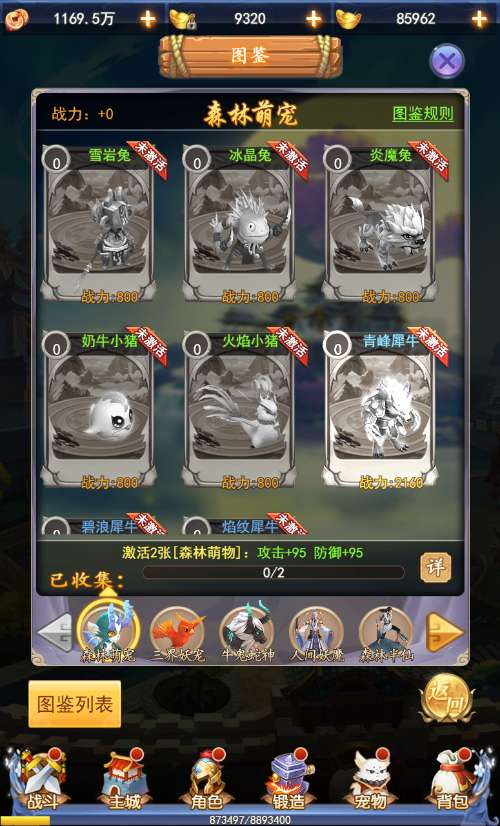 1169.5万
9320
85962
图鉴
战力：+0
森林萌宠
图鉴规则
0 雪岩兔 未激活
0 冰晶兔 未激活
0 炎魔兔 未激活
战力:800
战力:800
战力:800
0 奶牛小猪 未激活
0 火焰小猪 未激活
0 青峰犀牛 未激活
战力:800
战力:800
战力:2160
碧浪犀牛 未激活
焰纹犀牛 未激活
激活2张[森林萌物]：攻击+95 防御+95
已收集：
0/2
详
森林萌宠
三界妖宠
牛鬼蛇神
人间妖魔
森林半仙
图鉴列表
返回
战斗
主城
角色
锻造
宠物
背包
873497/8893400